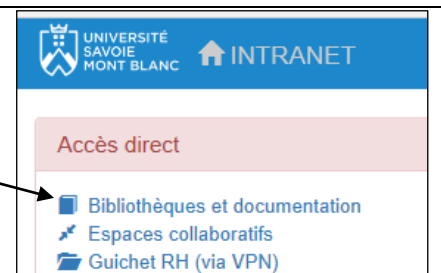 UNIVERSITÉ
SAVOIE
MONT BLANC
INTRANET
Accès direct
Bibliothèques et documentation
Espaces collaboratifs
Guichet RH (via VPN)